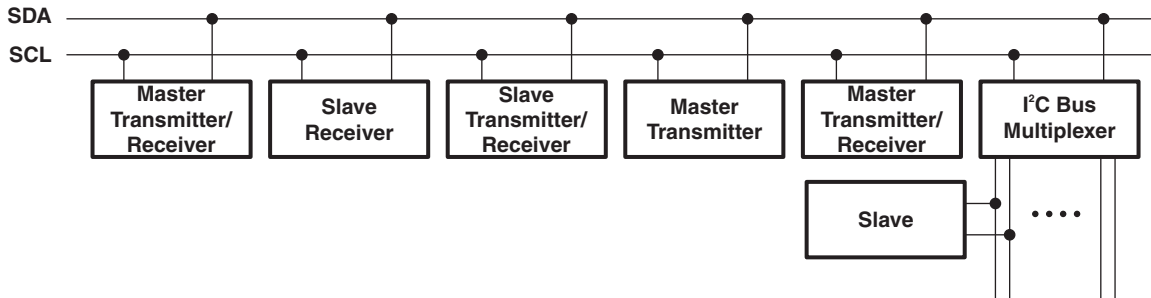 SDA
SCL
Master
Transmitter/
Receiver
Slave
Receiver
Slave
Transmitter/
Receiver
Master
Transmitter
Master
Transmitter/
Receiver
I²C Bus
Multiplexer
Slave